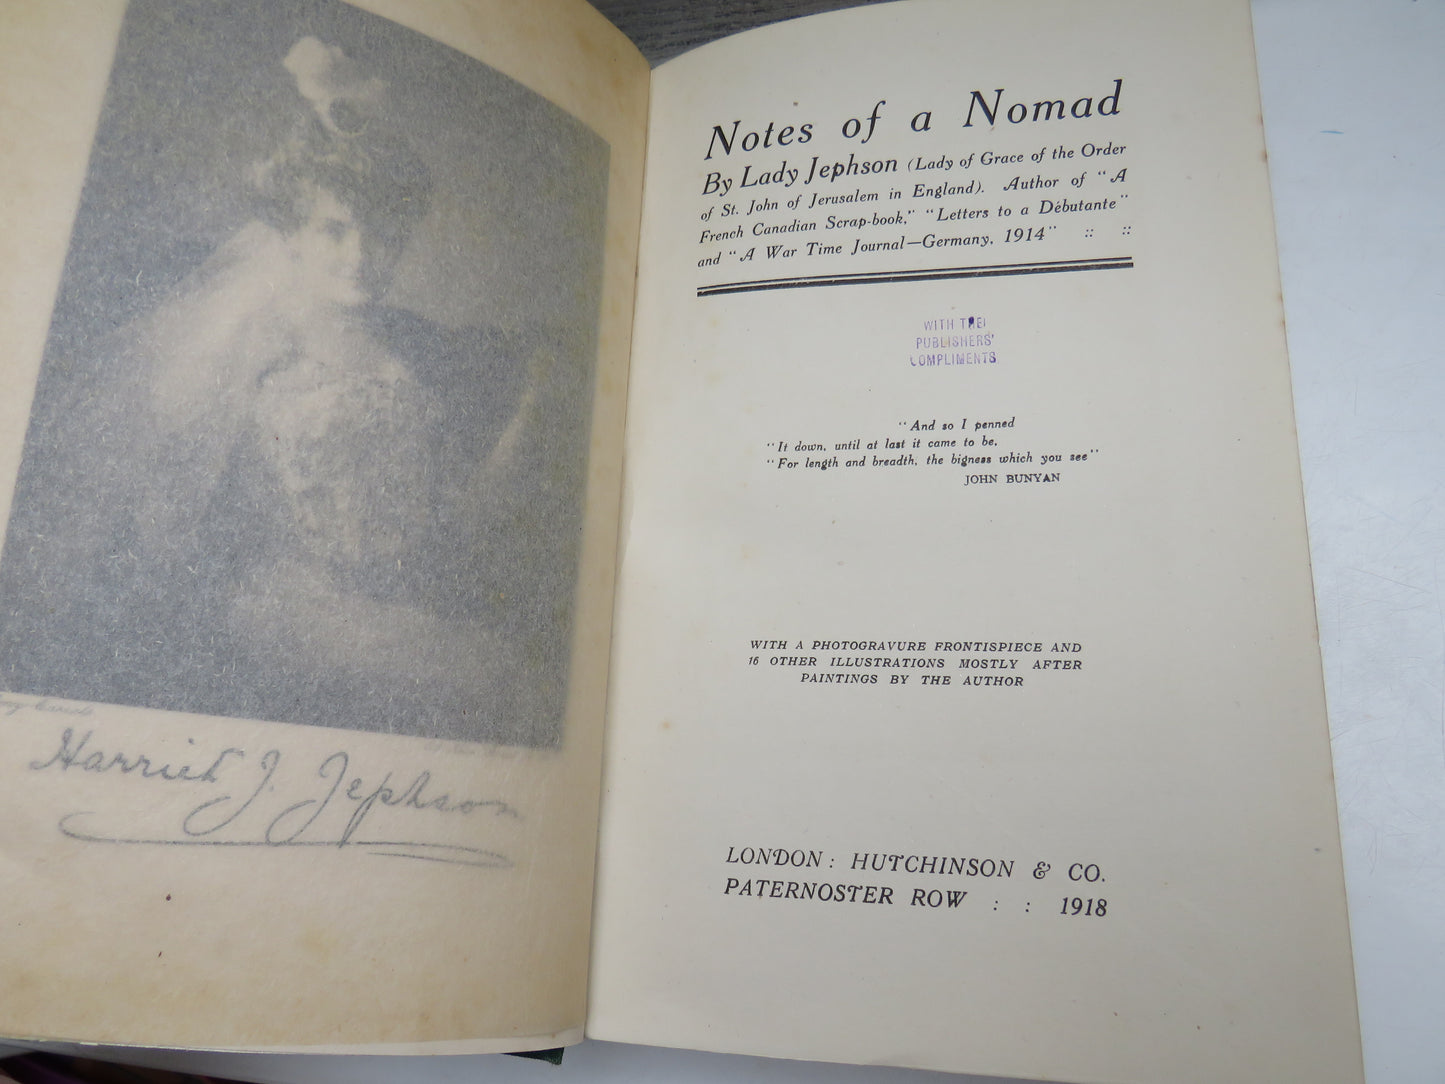 Harriet J. Jephson
Notes of a Nomad
By Lady Jephson (Lady of Grace of the Order
of St. John of Jerusalem in England). Author of "A
French Canadian Scrap-book," "Letters to a Débutante"
and "A War Time Journal—Germany, 1914" :: ::
WITH THE
PUBLISHERS'
COMPLIMENTS
"And so I penned
"It down, until at last it came to be,
"For length and breadth, the bigness which you see"
JOHN BUNYAN
WITH A PHOTOGRAVURE FRONTISPIECE AND
16 OTHER ILLUSTRATIONS MOSTLY AFTER
PAINTINGS BY THE AUTHOR
LONDON: HUTCHINSON & CO.
PATERNOSTER ROW : : 1918